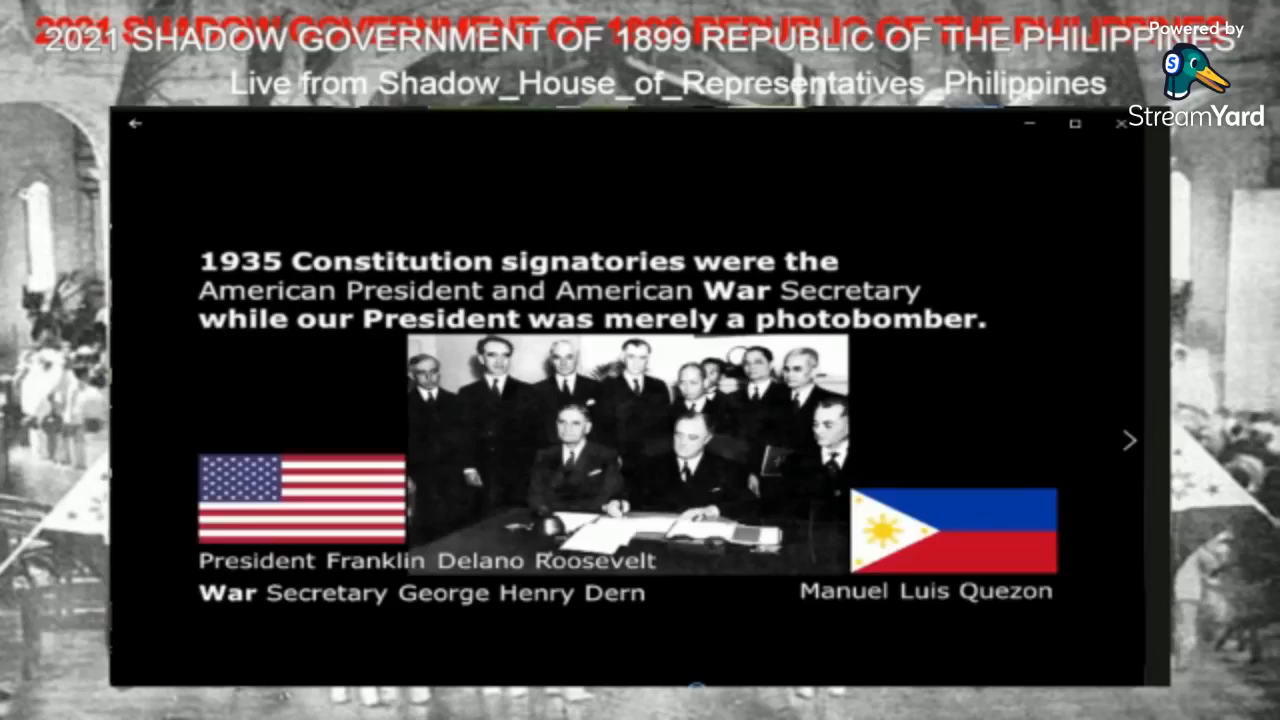 2021 SHADOW GOVERNMENT OF 1899 REPUBLIC OF THE PHILIPPINES
Powered by
Live from Shadow_House_of_Representatives_Philippines
StreamYard
1935 Constitution signatories were the
American President and American War Secretary
while our President was merely a photobomber.
President Franklin Delano Roosevelt
War Secretary George Henry Dern
Manuel Luis Quezon